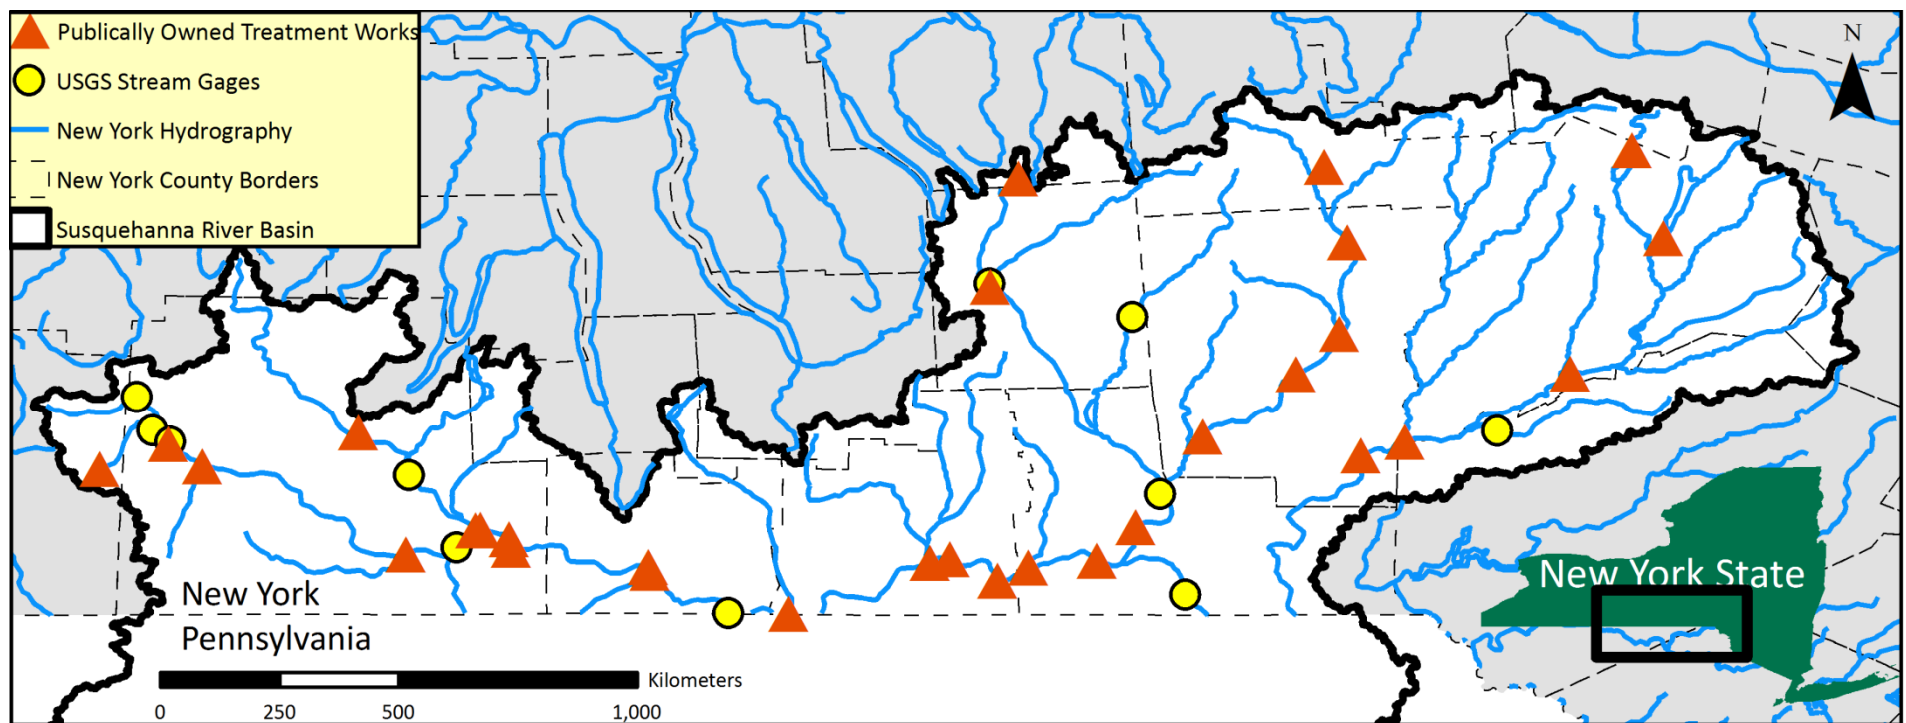 Publically Owned Treatment Works
USGS Stream Gages
New York Hydrography
New York County Borders
Susquehanna River Basin
N
New York
Pennsylvania
New York State
Kilometers
0 250 500 1,000